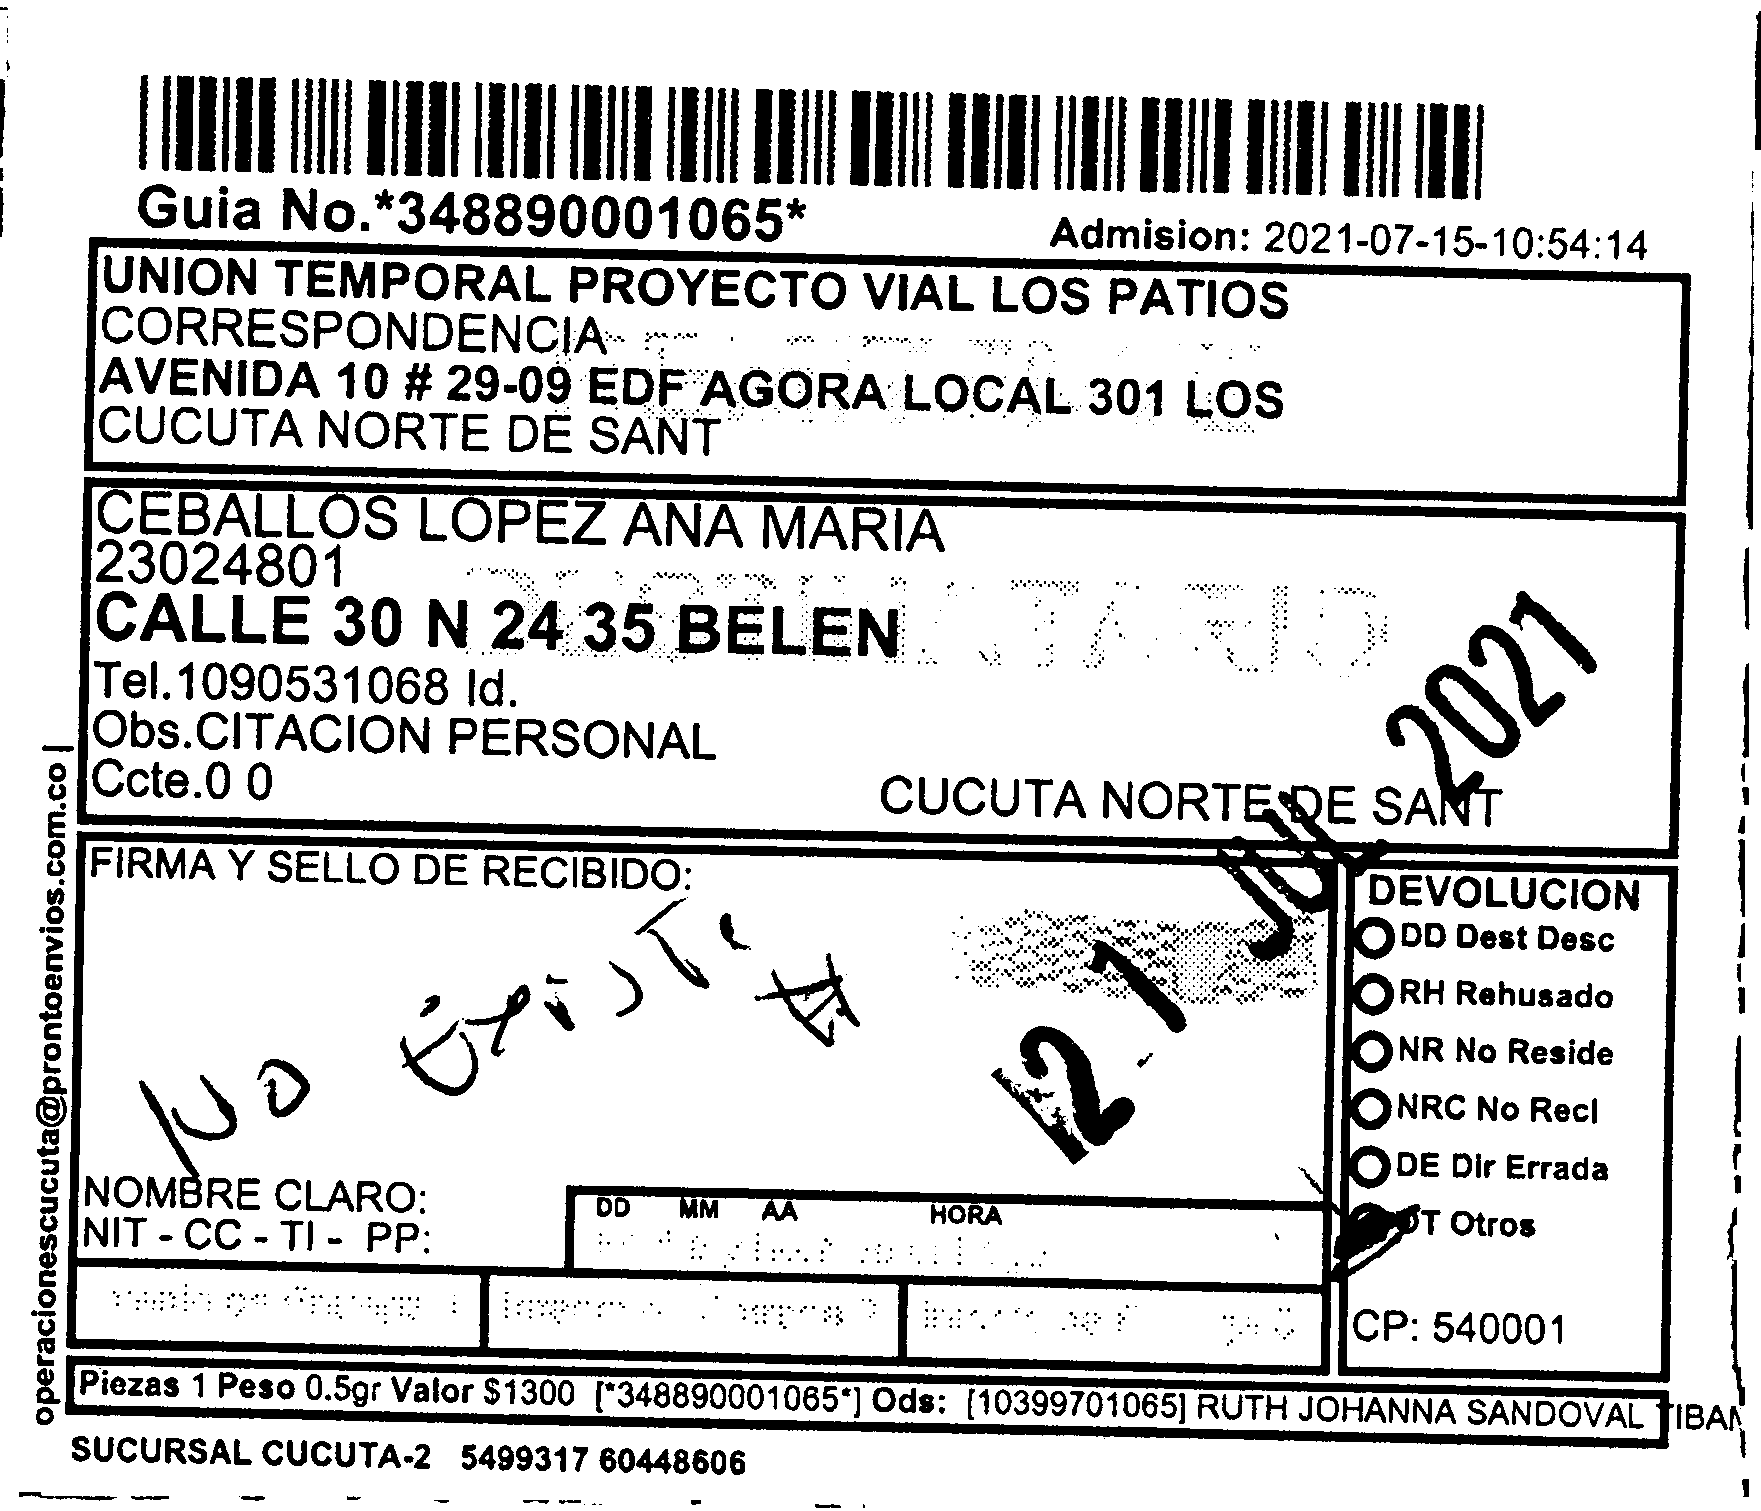 Guia No.*348890001065*
Admision: 2021-07-15-10:54:14
UNION TEMPORAL PROYECTO VIAL LOS PATIOS
CORRESPONDENCIA
AVENIDA 10 # 29-09 EDF AGORA LOCAL 301 LOS
CUCUTA NORTE DE SANT
CEBALLOS LOPEZ ANA MARIA
23024801
DESTINATARIO
CALLE 30 N 24 35 BELEN
Tel.1090531068 Id.
Obs.CITACION PERSONAL
Ccte.0 0
CUCUTA NORTE DE SANT
FIRMA Y SELLO DE RECIBIDO:
No Existe #
21 JUL 2021
DEVOLUCION
DD Dest Desc
RH Rehusado
NR No Reside
NRC No Recl
DE Dir Errada
OT Otros
NOMBRE CLARO:
NIT - CC - TI - PP:
DD MM AA HORA
CP: 540001
Piezas 1 Peso 0.5gr Valor $1300 [*348890001065*] Ods: [10399701065] RUTH JOHANNA SANDOVAL TIBAM
SUCURSAL CUCUTA-2 5499317 60448606
operacionescucuta@prontoenvios.com.co |